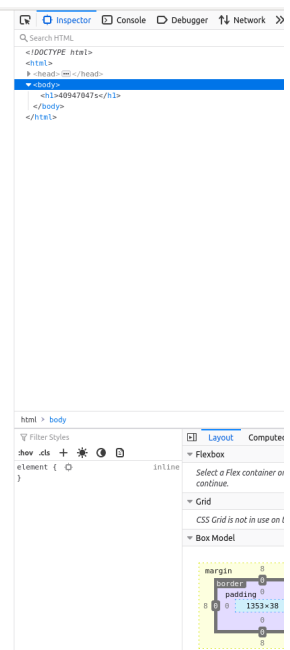 Inspector Console Debugger Network
Search HTML
<!DOCTYPE html>
<html>
<head> ... </head>
<body>
<h1>40947047s</h1>
</body>
</html>
html > body
Filter Styles
:hov .cls +
element { inline
}
Layout Computed
Flexbox
Select a Flex container or
continue.
Grid
CSS Grid is not in use on
Box Model
margin 8
border 0
padding 0
8 0 0 1353×38
0
0
8